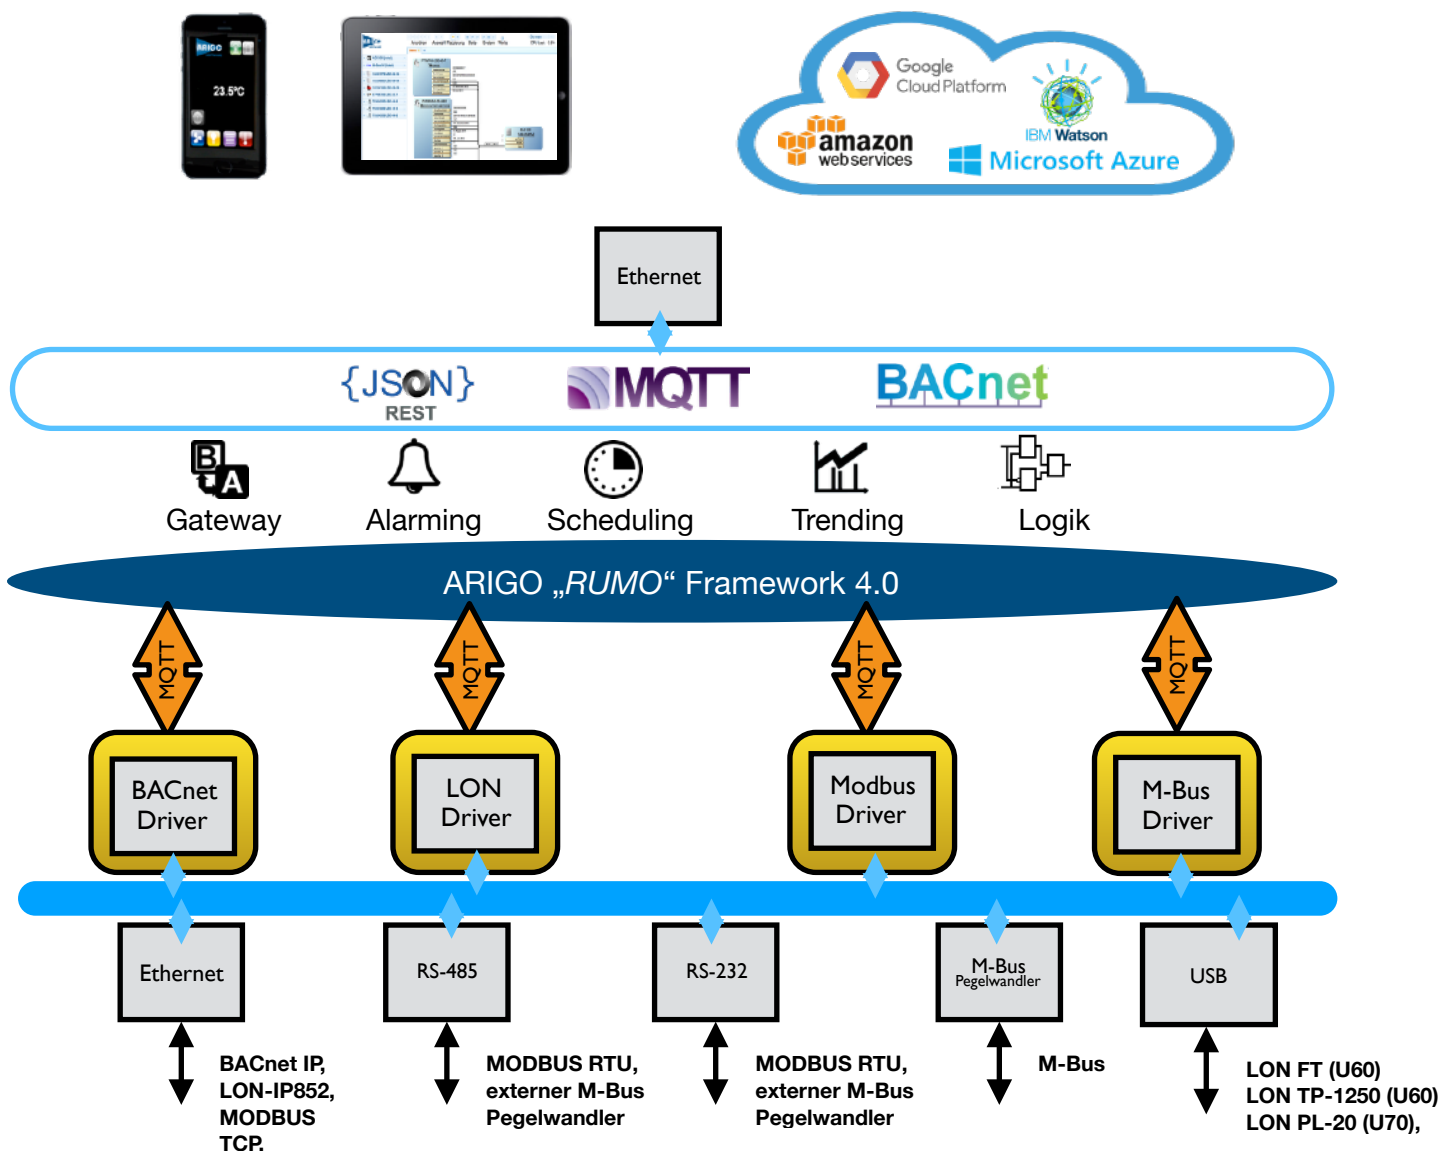 ARIGO
23.5°C
Google
Cloud Platform
IBM Watson
amazon
web services
Microsoft Azure
Ethernet
{JSON}
REST
MQTT
BACnet
B
A
Gateway
Alarming
Scheduling
Trending
Logik
ARIGO „RUMO“ Framework 4.0
MQTT
MQTT
MQTT
MQTT
BACnet
Driver
LON
Driver
Modbus
Driver
M-Bus
Driver
Ethernet
RS-485
RS-232
M-Bus
Pegelwandler
USB
BACnet IP,
LON-IP852,
MODBUS
TCP.
MODBUS RTU,
externer M-Bus
Pegelwandler
MODBUS RTU,
externer M-Bus
Pegelwandler
M-Bus
LON FT (U60)
LON TP-1250 (U60)
LON PL-20 (U70),